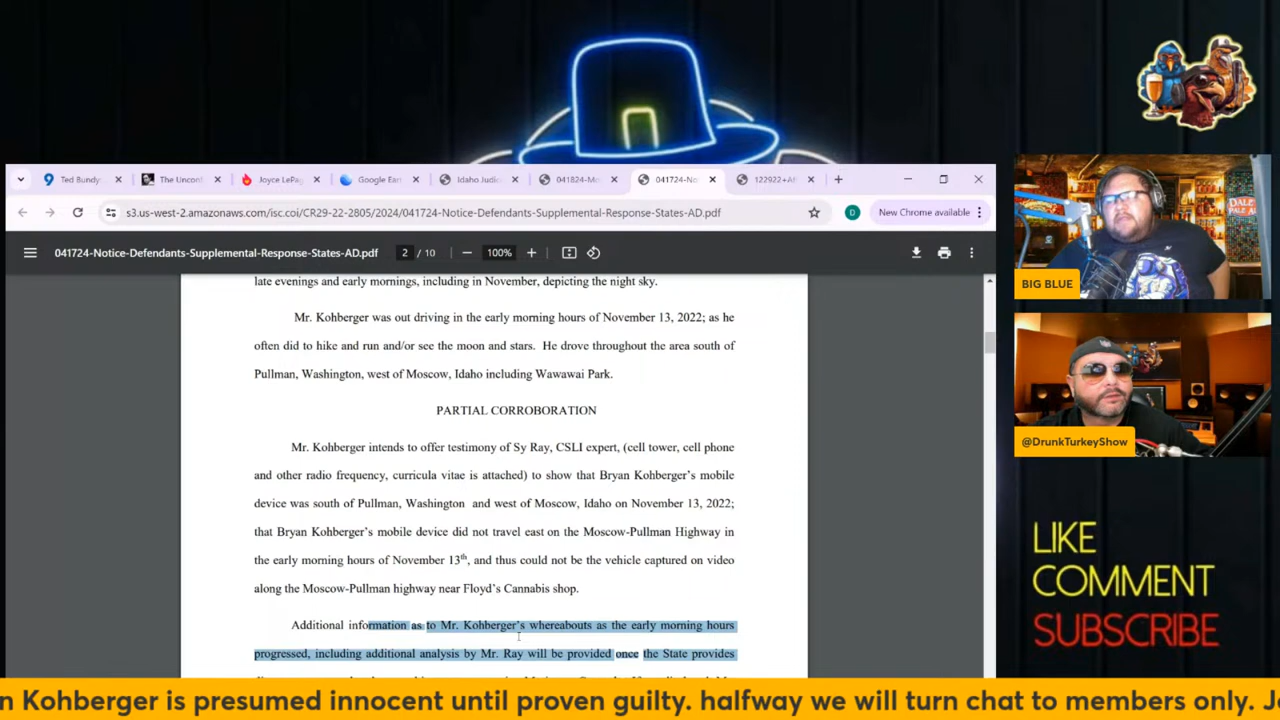 Ted Bundy
The Unconf
Joyce LePag
Google Eart
Idaho Judic
041824-Mo
041724-No
122922+Af
s3.us-west-2.amazonaws.com/isc.coi/CR29-22-2805/2024/041724-Notice-Defendants-Supplemental-Response-States-AD.pdf
D
New Chrome available
041724-Notice-Defendants-Supplemental-Response-States-AD.pdf
2 / 10
100%
late evenings and early mornings, including in November, depicting the night sky.
Mr. Kohberger was out driving in the early morning hours of November 13, 2022; as he
often did to hike and run and/or see the moon and stars. He drove throughout the area south of
Pullman, Washington, west of Moscow, Idaho including Wawawai Park.
PARTIAL CORROBORATION
Mr. Kohberger intends to offer testimony of Sy Ray, CSLI expert, (cell tower, cell phone
and other radio frequency, curricula vitae is attached) to show that Bryan Kohberger's mobile
device was south of Pullman, Washington and west of Moscow, Idaho on November 13, 2022;
that Bryan Kohberger's mobile device did not travel east on the Moscow-Pullman Highway in
the early morning hours of November 13th, and thus could not be the vehicle captured on video
along the Moscow-Pullman highway near Floyd's Cannabis shop.
Additional information as to Mr. Kohberger's whereabouts as the early morning hours
progressed, including additional analysis by Mr. Ray will be provided once the State provides
BIG BLUE
DALE
PALE A
@DrunkTurkeyShow
LIKE
COMMENT
SUBSCRIBE
n Kohberger is presumed innocent until proven guilty. halfway we will turn chat to members only. J